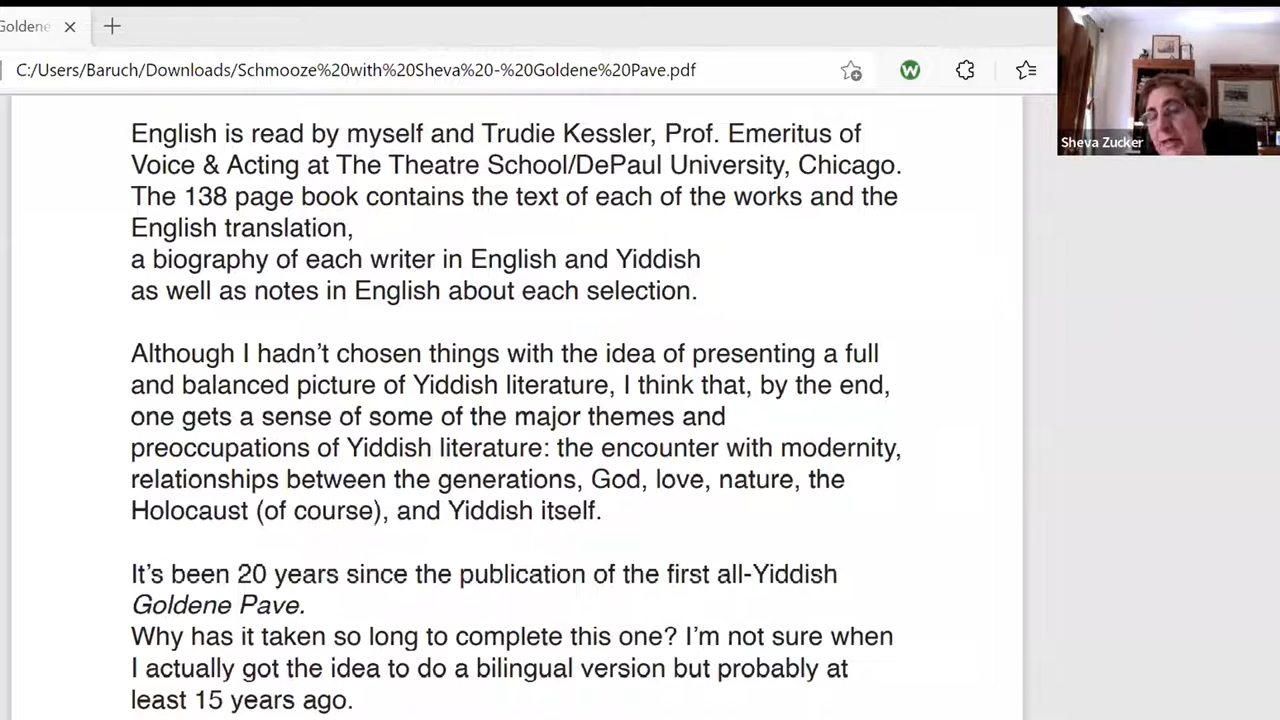 Goldene
C:/Users/Baruch/Downloads/Schmooze%20with%20Sheva%20-%20Goldene%20Pave.pdf
Sheva Zucker
English is read by myself and Trudie Kessler, Prof. Emeritus of
Voice & Acting at The Theatre School/DePaul University, Chicago.
The 138 page book contains the text of each of the works and the
English translation,
a biography of each writer in English and Yiddish
as well as notes in English about each selection.
Although I hadn't chosen things with the idea of presenting a full
and balanced picture of Yiddish literature, I think that, by the end,
one gets a sense of some of the major themes and
preoccupations of Yiddish literature: the encounter with modernity,
relationships between the generations, God, love, nature, the
Holocaust (of course), and Yiddish itself.
It's been 20 years since the publication of the first all-Yiddish
Goldene Pave.
Why has it taken so long to complete this one? I'm not sure when
I actually got the idea to do a bilingual version but probably at
least 15 years ago.